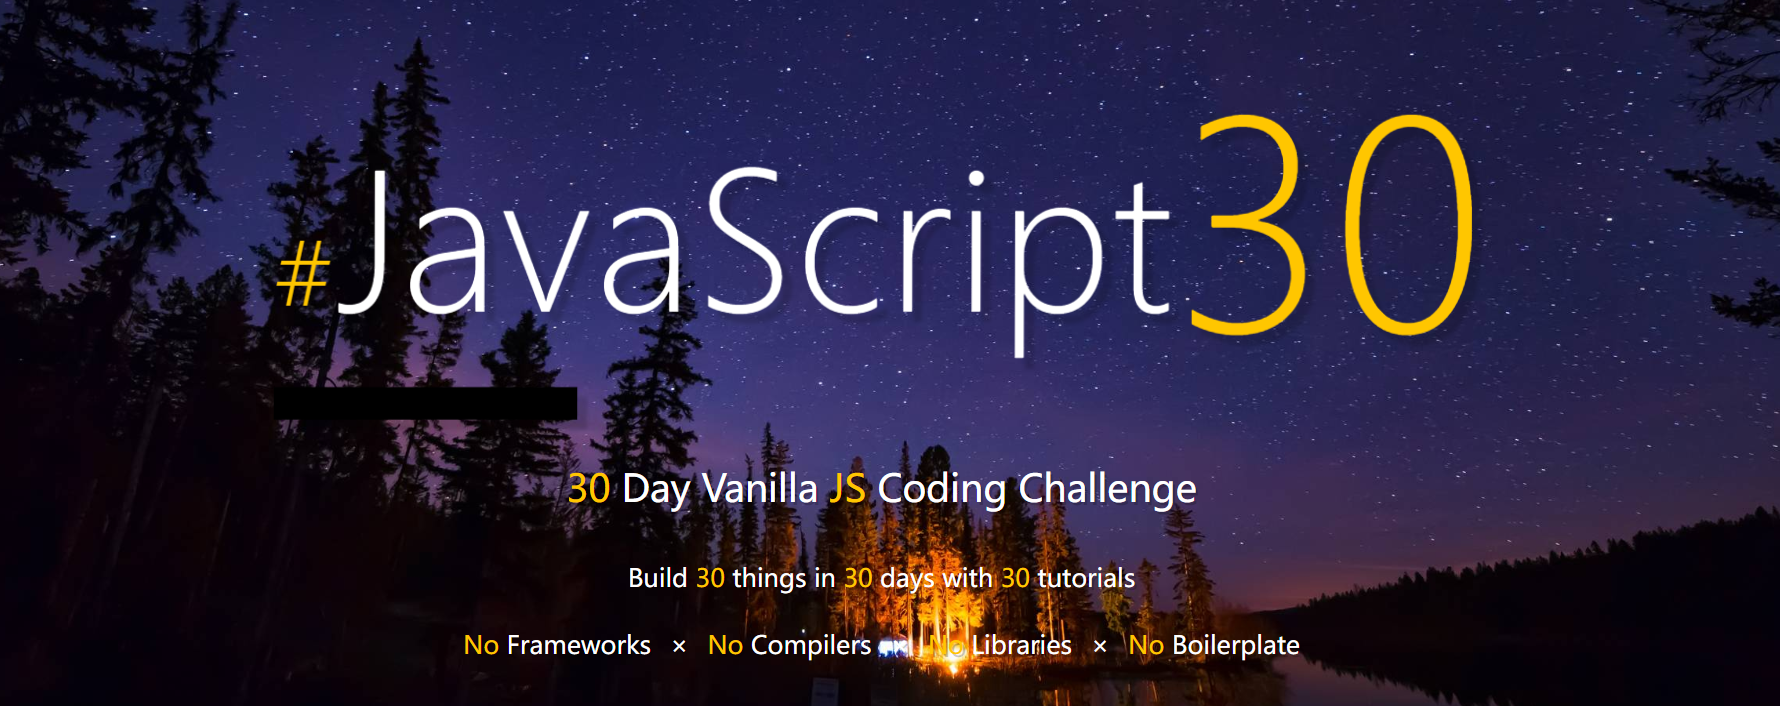 #JavaScript30
30 Day Vanilla JS Coding Challenge
Build 30 things in 30 days with 30 tutorials
No Frameworks × No Compilers × No Libraries × No Boilerplate